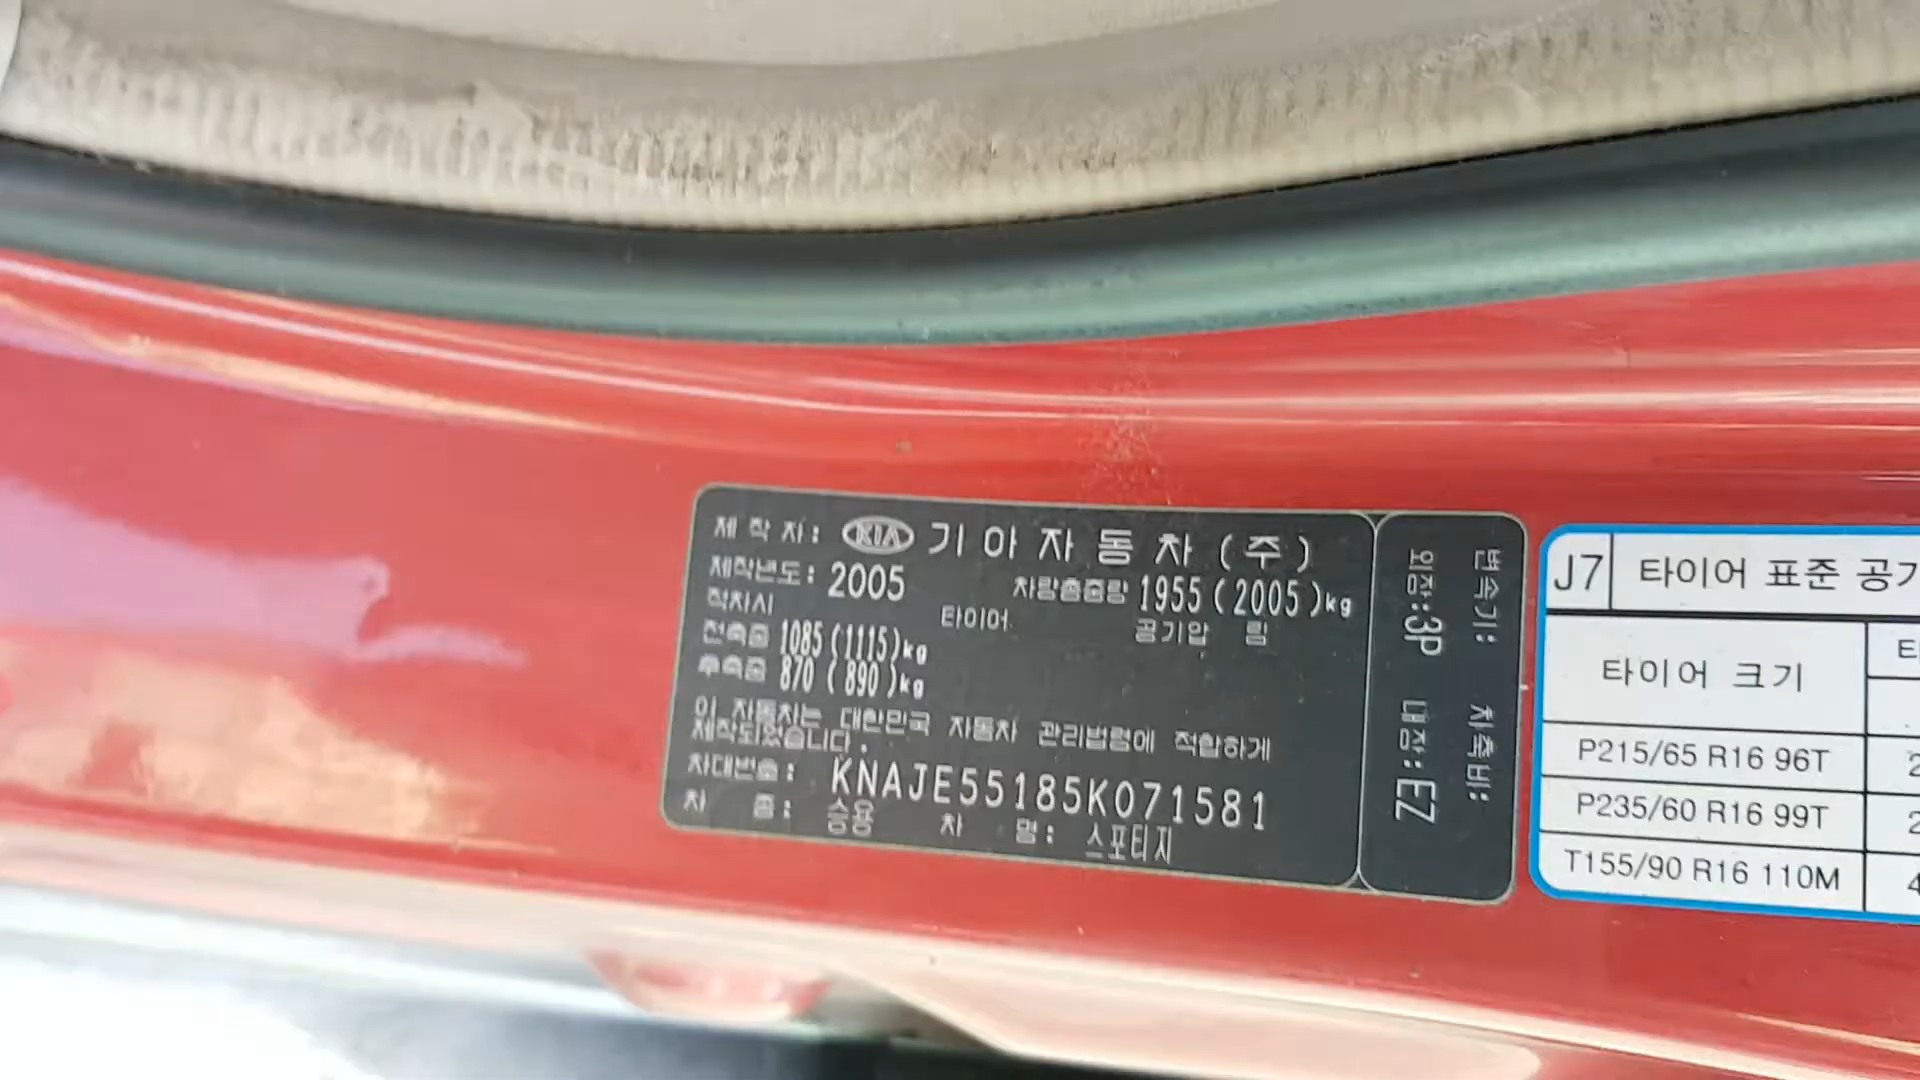 제 작 자: KIA 기 아 자 동 차 (주)
제작년도: 2005 차량총중량 1955 (2005)kg
적차시 타이어 공기압 림
전축중 1085 (1115)kg
후축중 870 (890)kg
이 자동차는 대한민국 자동차 관리법령에 적합하게
제작되었습니다.
차대번호: KNAJE55185K071581
차 종: 승용 차 명: 스포티지
변속기: 차축비:
외장:3P 내장:EZ
J7 타이어 표준 공기
타이어 크기
P215/65 R16 96T 2
P235/60 R16 99T 2
T155/90 R16 110M 4